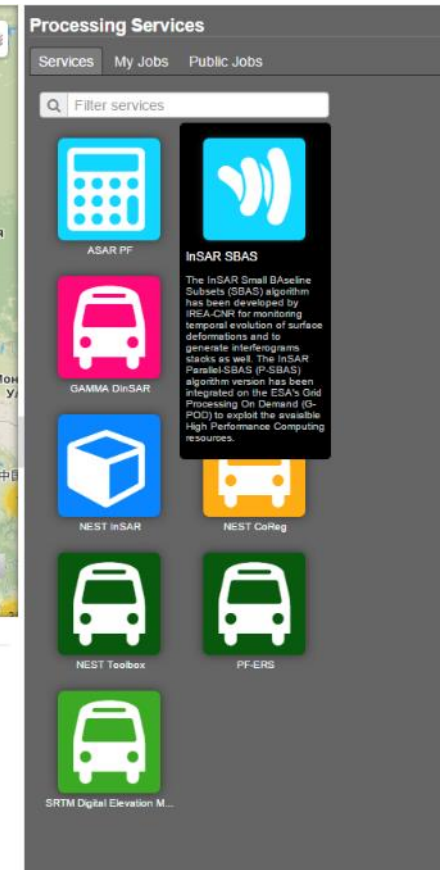 Processing Services
Services My Jobs Public Jobs
Filter services
ASAR PF
InSAR SBAS
The InSAR Small BAseline
Subsets (SBAS) algorithm
has been developed by
IREA-CNR for monitoring
temporal evolution of surface
deformations and to
generate interferograms
stacks as well. The InSAR
Parallel-SBAS (P-SBAS)
algorithm version has been
integrated on the ESA's Grid
Processing On Demand (G-
POD) to exploit the avaialble
High Performance Computing
resources.
GAMMA DInSAR
NEST InSAR
NEST CoReg
NEST Toolbox
PF-ERS
SRTM Digital Elevation M...